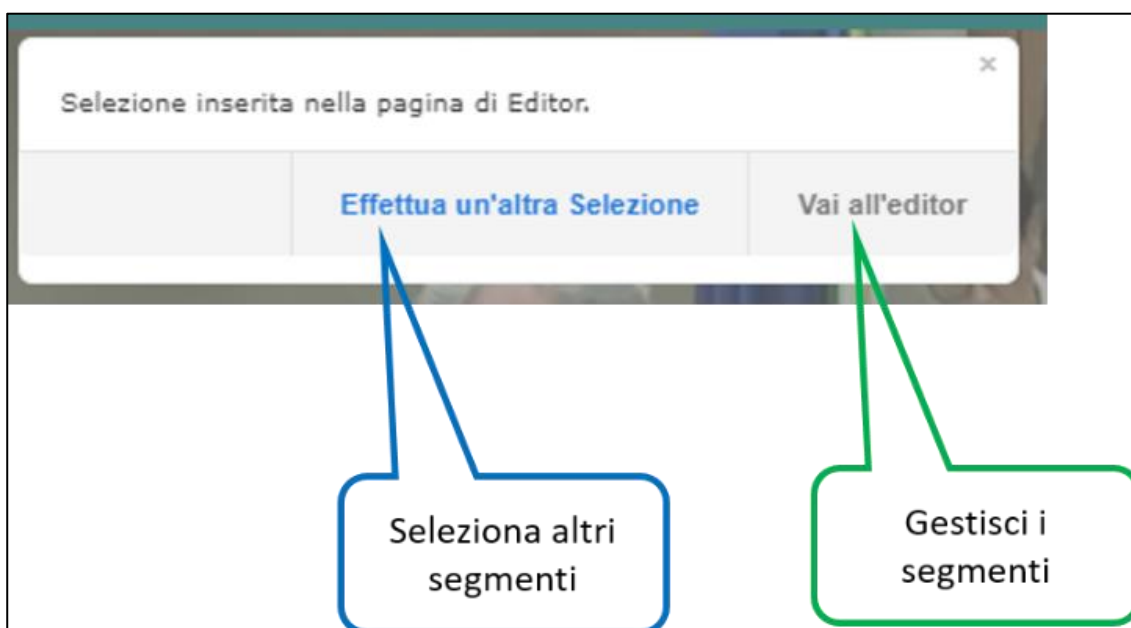 ×
Selezione inserita nella pagina di Editor.
Effettua un'altra Selezione
Vai all'editor
Seleziona altri
segmenti
Gestisci i
segmenti